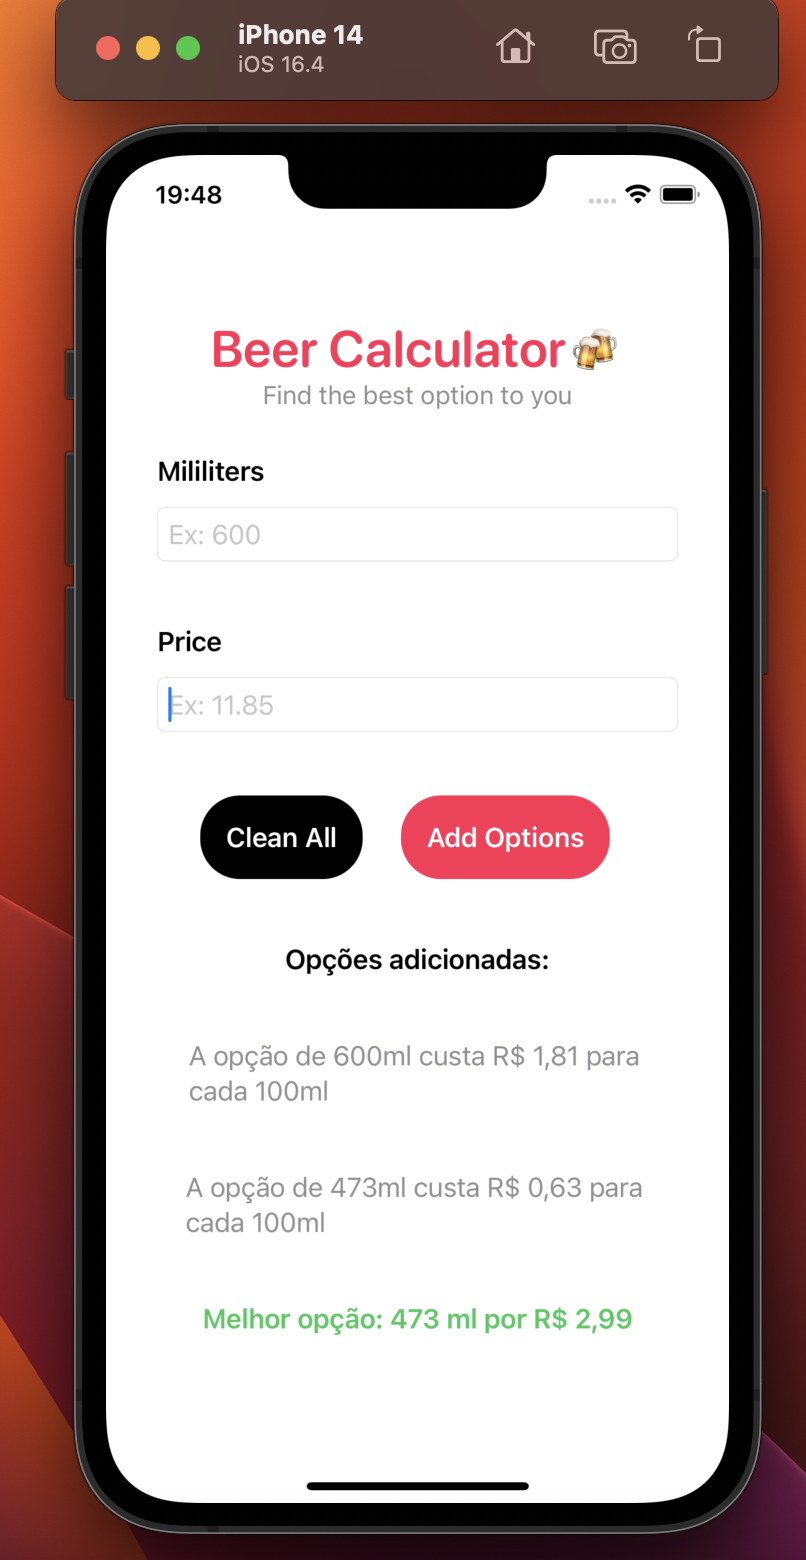 iPhone 14
iOS 16.4
19:48
Beer Calculator🍻
Find the best option to you
Mililiters
Ex: 600
Price
Ex: 11.85
Clean All
Add Options
Opções adicionadas:
A opção de 600ml custa R$ 1,81 para
cada 100ml
A opção de 473ml custa R$ 0,63 para
cada 100ml
Melhor opção: 473 ml por R$ 2,99